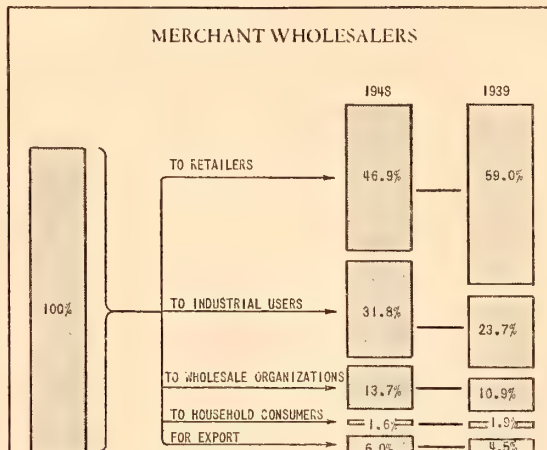 MERCHANT WHOLESALERS
1948 1939
TO RETAILERS
46.9% 59.0%
100%
TO INDUSTRIAL USERS
31.8% 23.7%
TO WHOLESALE ORGANIZATIONS
13.7% 10.9%
TO HOUSEHOLD CONSUMERS
1.6% 1.9%
FOR EXPORT
6.0% 4.5%